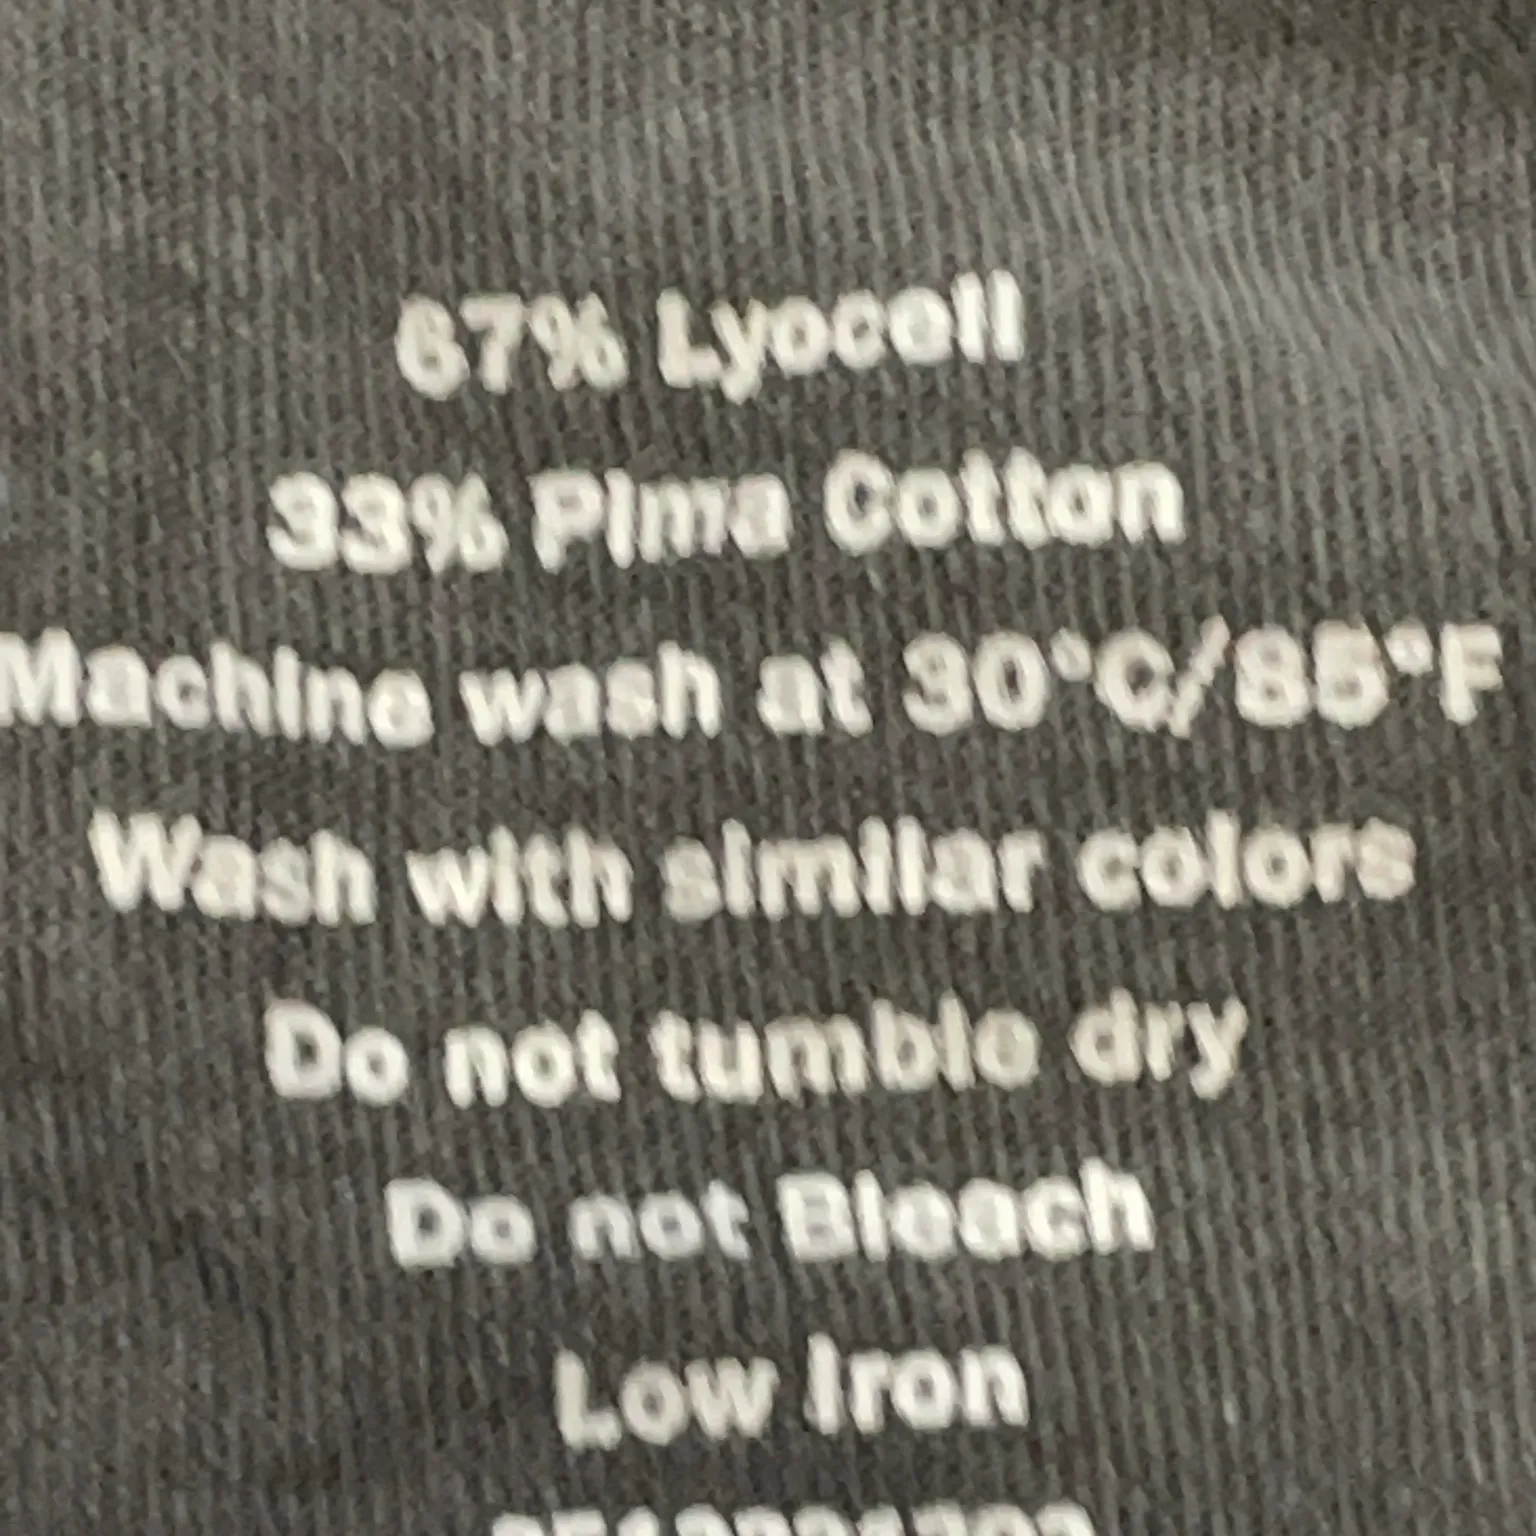 67% Lyocell
33% Pima Cotton
Machine wash at 30°C/85°F
Wash with similar colors
Do not tumble dry
Do not Bleach
Low Iron